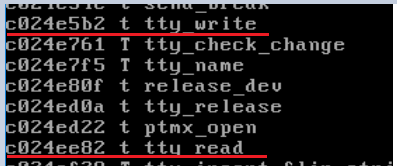 t
c024e5b2 t tty_write
c024e761 T tty_check_change
c024e7f5 T tty_name
c024e80f t release_dev
c024ed0a t tty_release
c024ed22 t ptmx_open
c024ee82 t tty_read